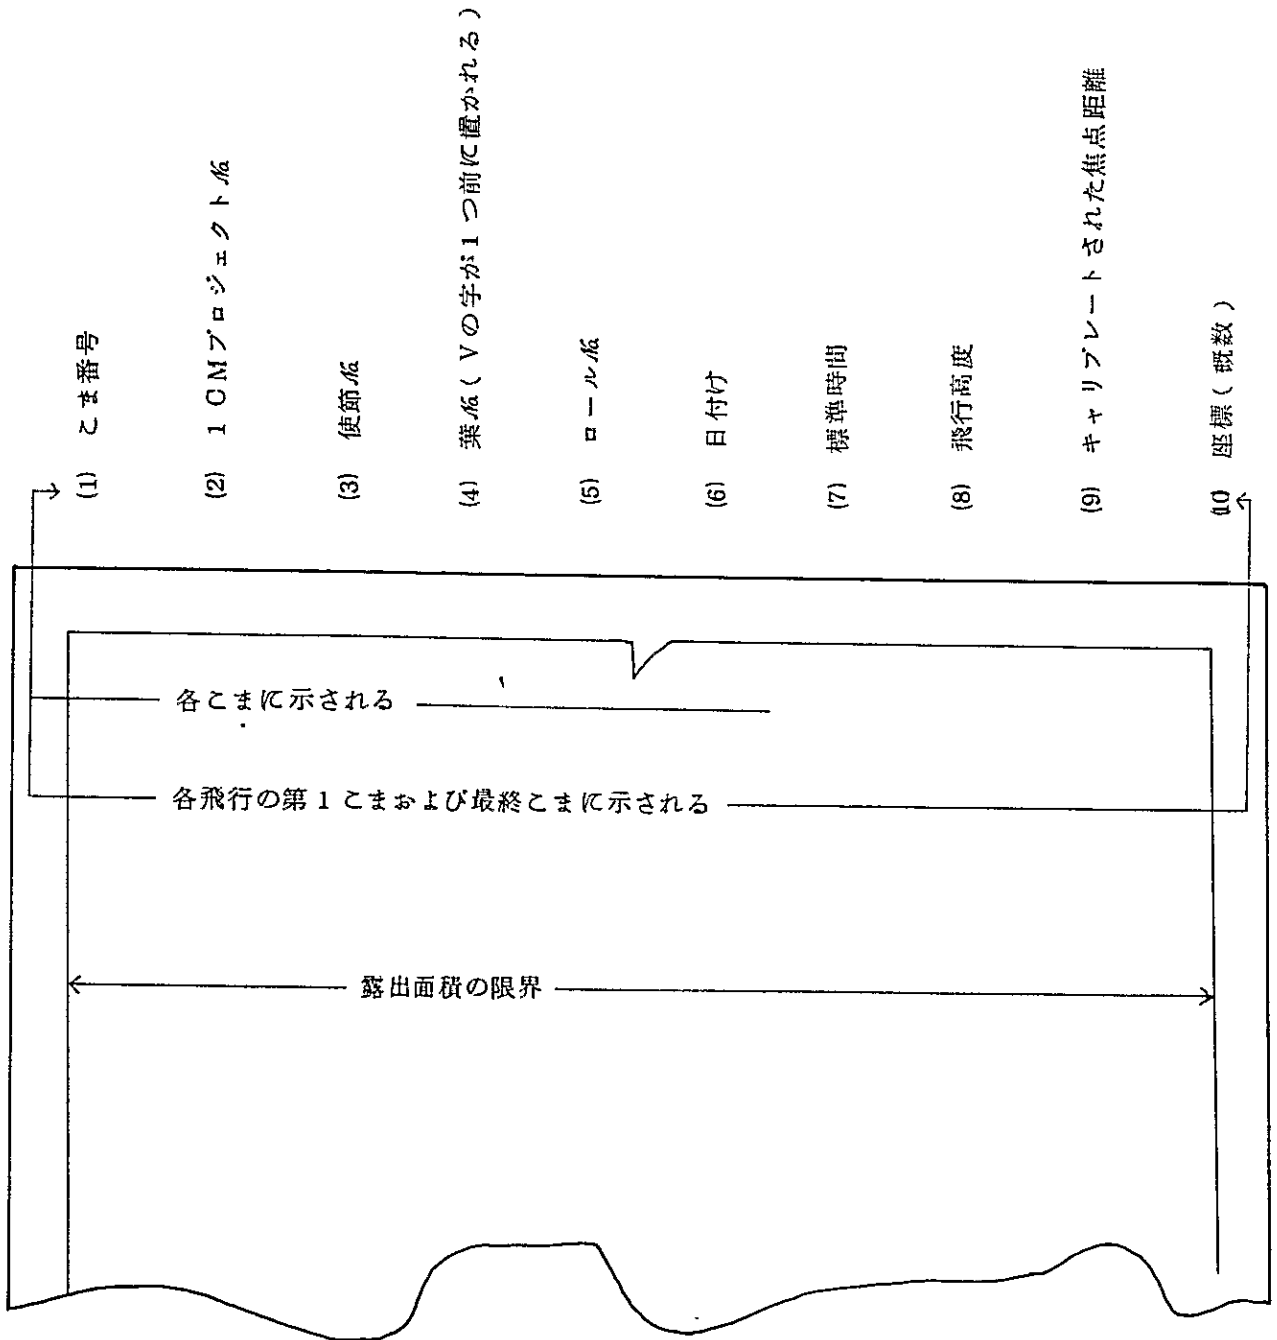 (1) こま番号
(2) 1CMプロジェクト№
(3) 使節№
(4) 葉№(Vの字が1つ前に置かれる)
(5) ロール№
(6) 日付け
(7) 標準時間
(8) 飛行高度
(9) キャリブレートされた焦点距離
(10 座標(概数)
各こまに示される
各飛行の第1こまおよび最終こまに示される
露出面積の限界